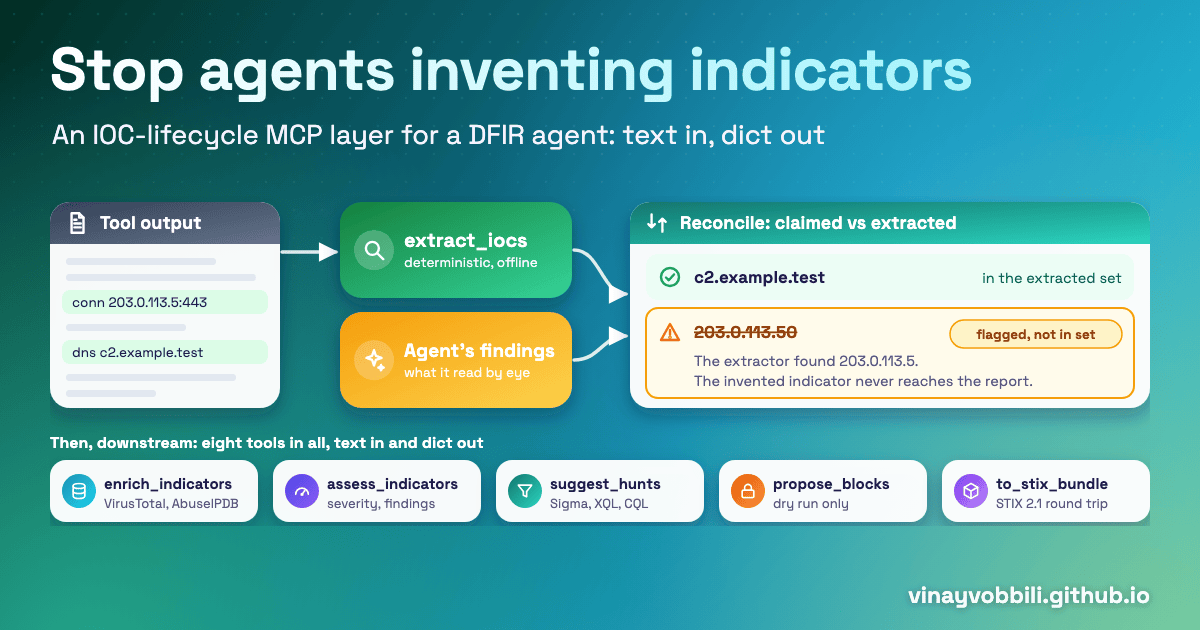 Stop agents inventing indicators
An IOC-lifecycle MCP layer for a DFIR agent: text in, dict out
Tool output
conn 203.0.113.5:443
dns c2.example.test
extract_iocs
deterministic, offline
Agent's findings
what it read by eye
Reconcile: claimed vs extracted
c2.example.test
in the extracted set
203.0.113.50
flagged, not in set
The extractor found 203.0.113.5.
The invented indicator never reaches the report.
Then, downstream: eight tools in all, text in and dict out
enrich_indicators
VirusTotal, AbuseIPDB
assess_indicators
severity, findings
suggest_hunts
Sigma, XQL, CQL
propose_blocks
dry run only
to_stix_bundle
STIX 2.1 round trip
vinayvobbili.github.io